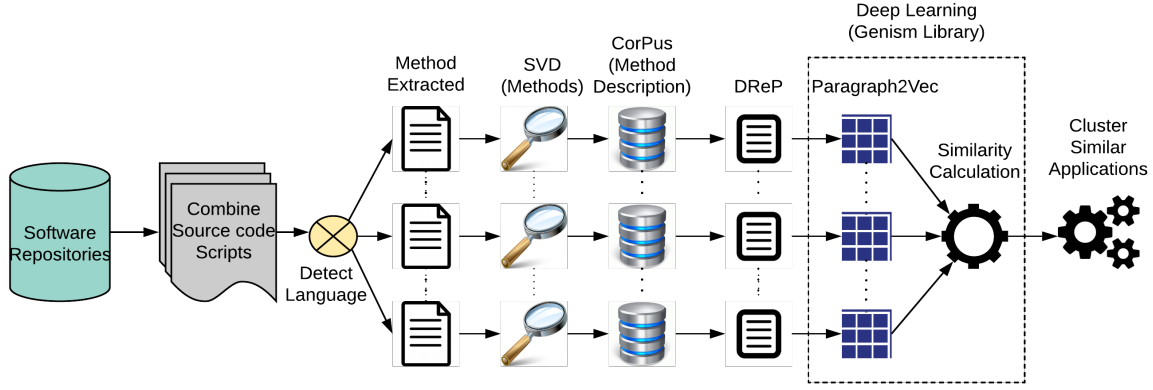 Deep Learning
(Genism Library)
Method
Extracted
SVD
(Methods)
CorPus
(Method
Description)
DReP
Paragraph2Vec
Software
Repositories
Combine
Source code
Scripts
Detect
Language
Similarity
Calculation
Cluster
Similar
Applications